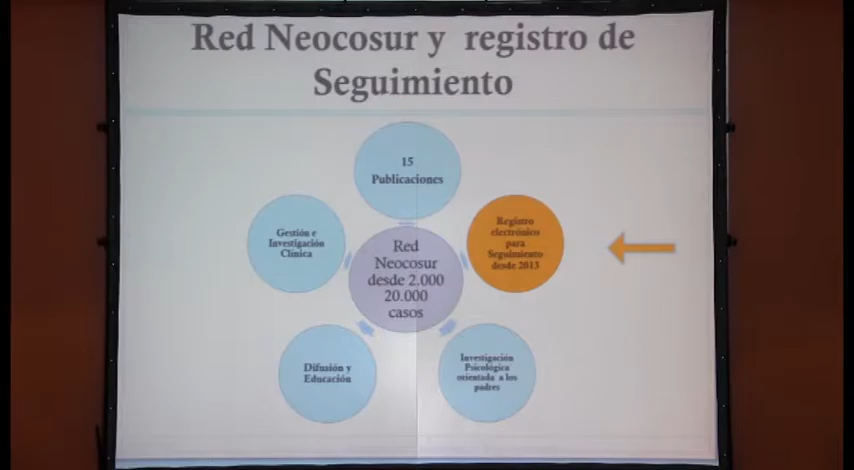 Red Neocosur y registro de
Seguimiento
15
Publicaciones
Gestión e
Investigación
Clinica
Registro
electrónico
para
Seguimiento
desde 2013
Red
Neocosur
desde 2.000
20.000
casos
Difusión y
Educación
Investigación
Psicológica
orientada a los
padres